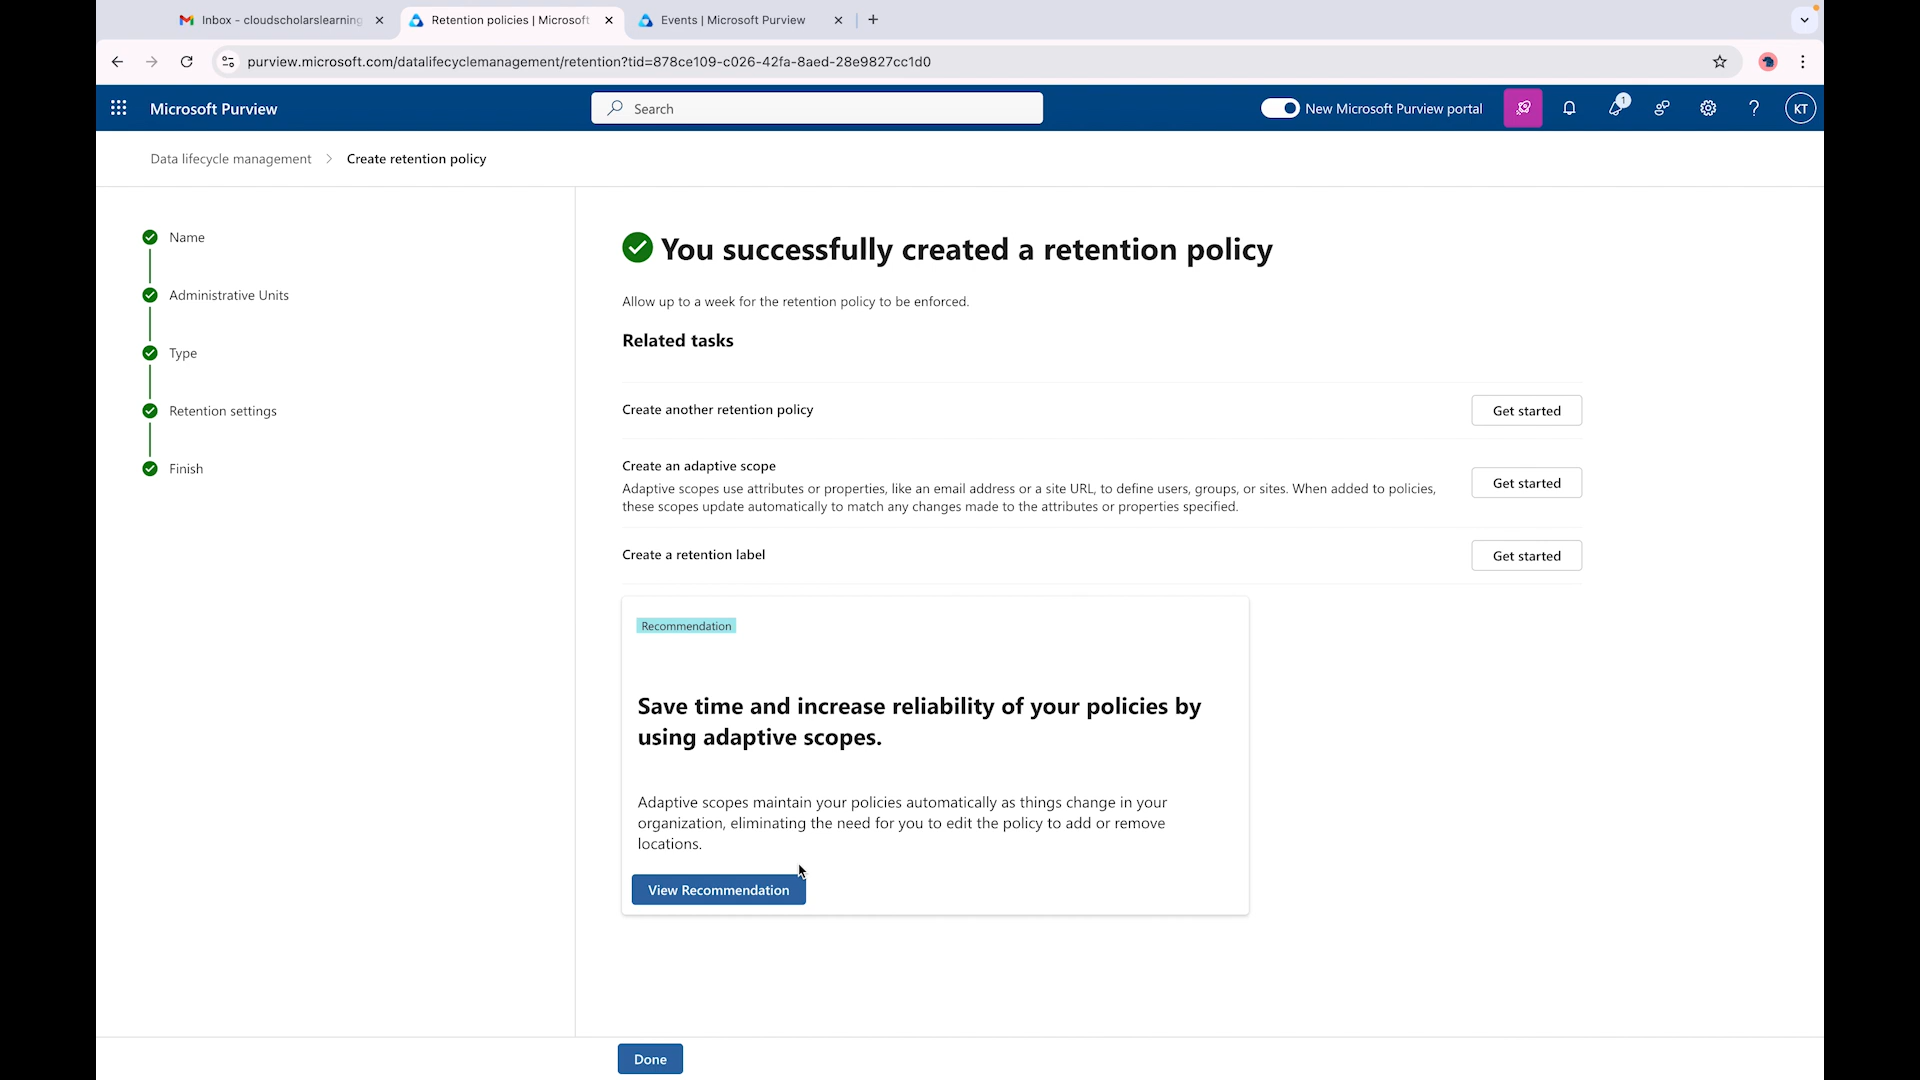 Inbox - cloudscholarslearning
Retention policies | Microsoft
Events | Microsoft Purview
purview.microsoft.com/datalifecyclemanagement/retention?tid=878ce109-c026-42fa-8aed-28e9827cc1d0
Microsoft Purview
Search
New Microsoft Purview portal
1
KT
Data lifecycle management > Create retention policy
Name
Administrative Units
Type
Retention settings
Finish
You successfully created a retention policy
Allow up to a week for the retention policy to be enforced.
Related tasks
Create another retention policy
Get started
Create an adaptive scope
Adaptive scopes use attributes or properties, like an email address or a site URL, to define users, groups, or sites. When added to policies,
these scopes update automatically to match any changes made to the attributes or properties specified.
Get started
Create a retention label
Get started
Recommendation
Save time and increase reliability of your policies by
using adaptive scopes.
Adaptive scopes maintain your policies automatically as things change in your
organization, eliminating the need for you to edit the policy to add or remove
locations.
View Recommendation
Done